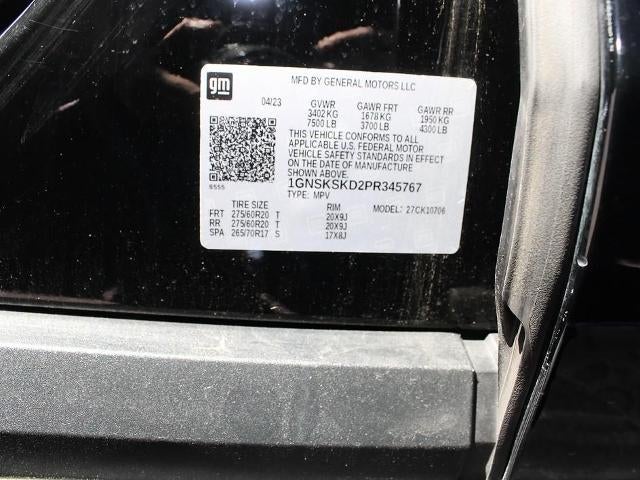 gm
MFD BY GENERAL MOTORS LLC
04/23 GVWR GAWR FRT GAWR RR
3402 KG 1678 KG 1950 KG
7500 LB 3700 LB 4300 LB
THIS VEHICLE CONFORMS TO ALL
APPLICABLE U.S. FEDERAL MOTOR
VEHICLE SAFETY STANDARDS IN EFFECT
ON THE DATE OF MANUFACTURE
SHOWN ABOVE.
6555
1GNSKSKD2PR345767
TYPE: MPV
TIRE SIZE RIM MODEL: 27CK10706
FRT 275/60R20 T 20X9J
RR 275/60R20 T 20X9J
SPA 265/70R17 S 17X8J